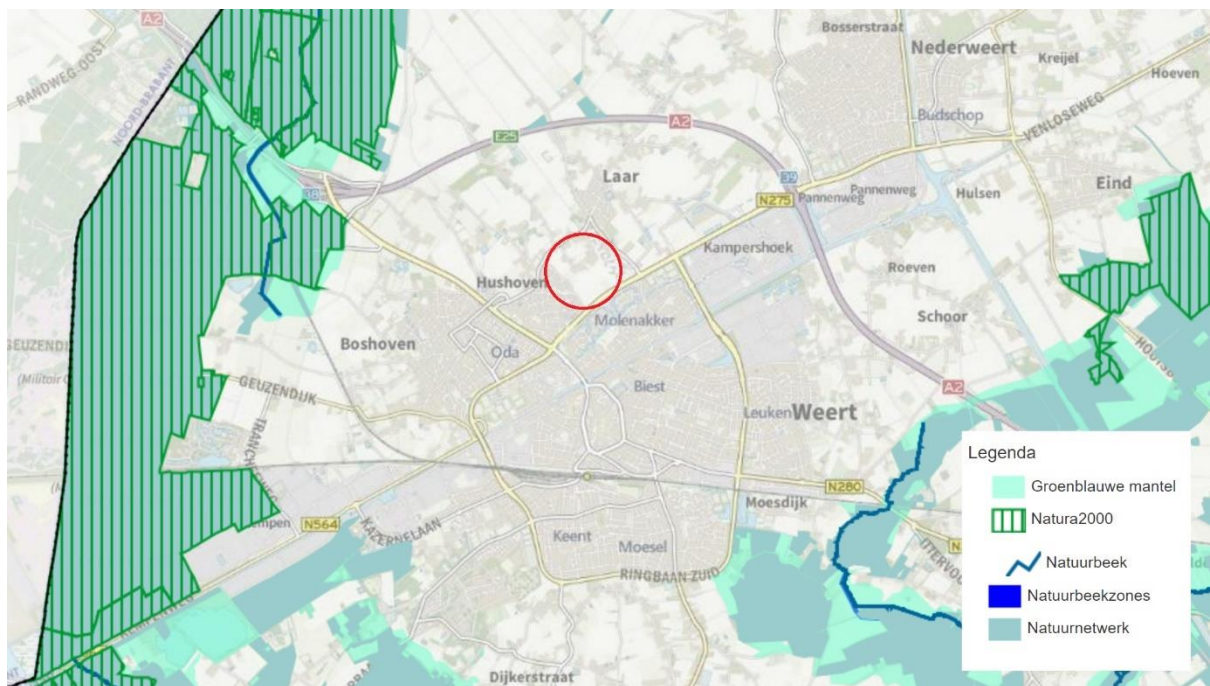 A2
Bosserstraat
Nederweert
Kreijel
Hoeven
RANDWEG-OOST
NOORD-BRABANT
E25
A2
Budschop
VENLOSEWEG
Laar
39
38
N275
Pannenweg
Pannenweg
Hulsen
Eind
Kampershoek
Roeven
Hushoven
Schoor
Molenakker
GEUZENDIJK
Boshoven
Oda
(Militair
GEUZENDIJK
Biest
A2
Leuken
Weert
N280
Moesdijk
N564
KAZERNELAAN
Keent
Moesel
RINGBAAN ZUID
Dijkerstraat
Legenda
Groenblauwe mantel
Natura2000
Natuurbeek
Natuurbeekzones
Natuurnetwerk